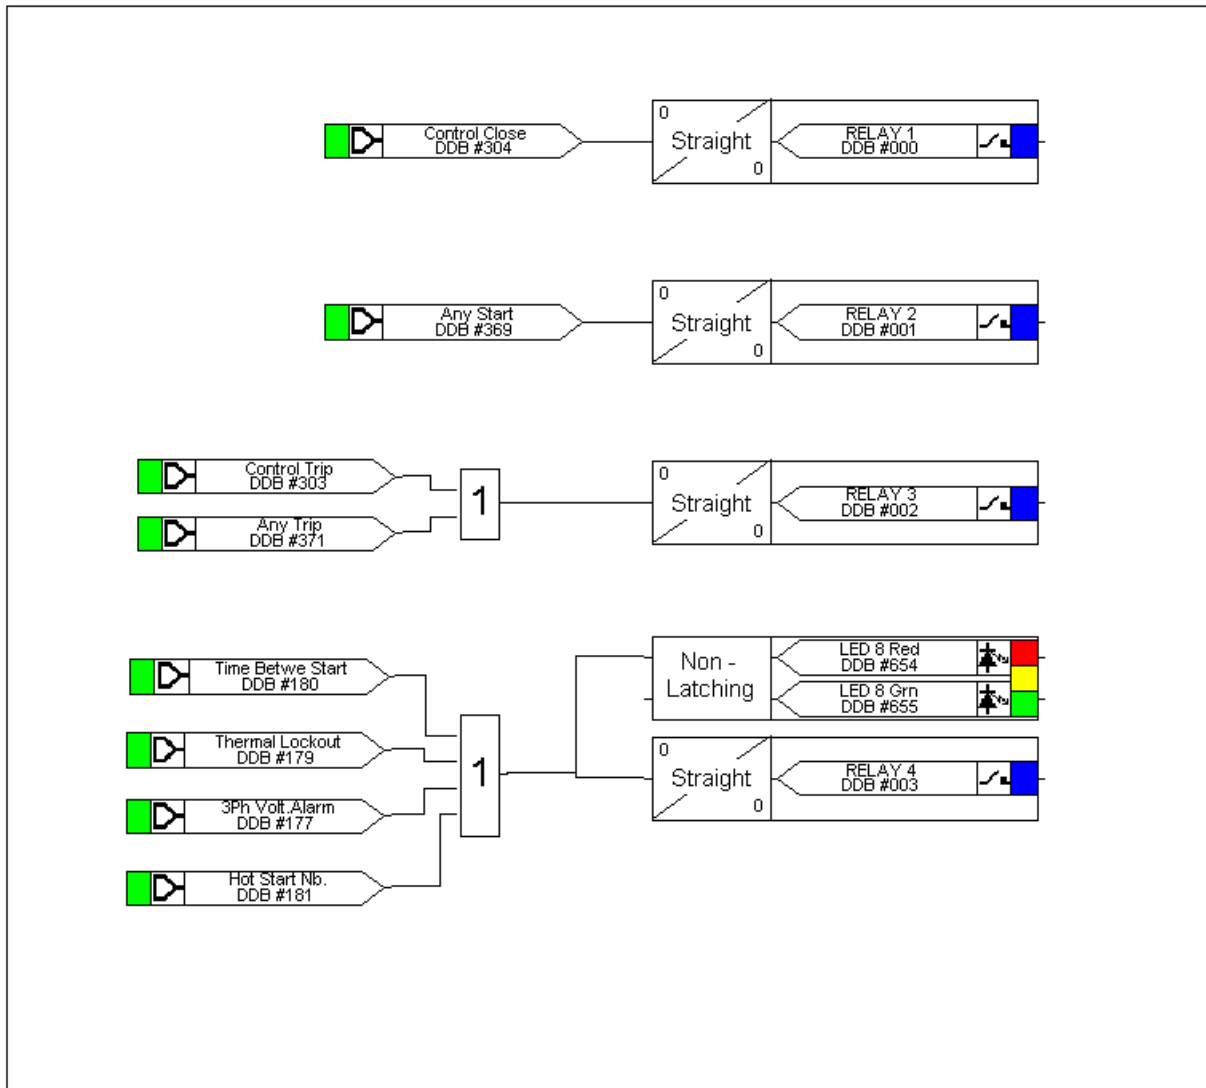 Control Close
DDB #304
0
Straight
0
RELAY 1
DDB #000
Any Start
DDB #369
0
Straight
0
RELAY 2
DDB #001
Control Trip
DDB #303
Any Trip
DDB #371
1
0
Straight
0
RELAY 3
DDB #002
Time Betwe Start
DDB #180
Thermal Lockout
DDB #179
3Ph Volt.Alarm
DDB #177
Hot Start Nb.
DDB #181
1
Non -
Latching
LED 8 Red
DDB #654
LED 8 Grn
DDB #655
0
Straight
0
RELAY 4
DDB #003